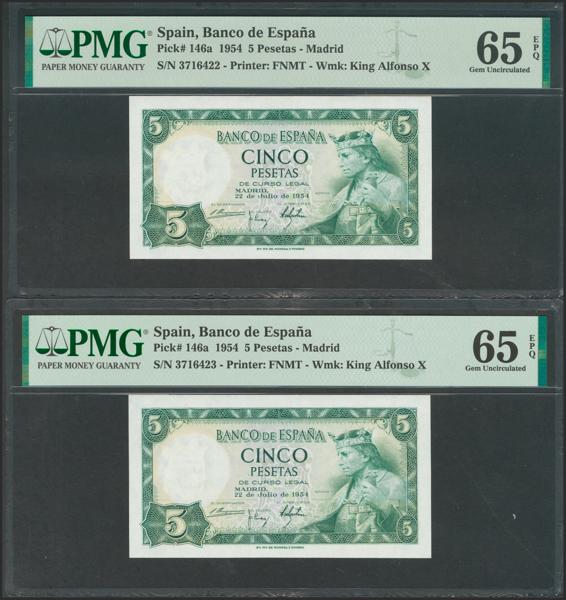 PMG®
PAPER MONEY GUARANTY
Spain, Banco de España
Pick# 146a 1954 5 Pesetas - Madrid
S/N 3716422 - Printer: FNMT - Wmk: King Alfonso X
65 EPQ
Gem Uncirculated
5
5
BANCO DE ESPAÑA
CINCO
PESETAS
DE CURSO LEGAL
MADRID,
22 de Julio de 1954
5
5
PMG®
PAPER MONEY GUARANTY
Spain, Banco de España
Pick# 146a 1954 5 Pesetas - Madrid
S/N 3716423 - Printer: FNMT - Wmk: King Alfonso X
65 EPQ
Gem Uncirculated
5
5
BANCO DE ESPAÑA
CINCO
PESETAS
DE CURSO LEGAL
MADRID,
22 de Julio de 1954
5
5